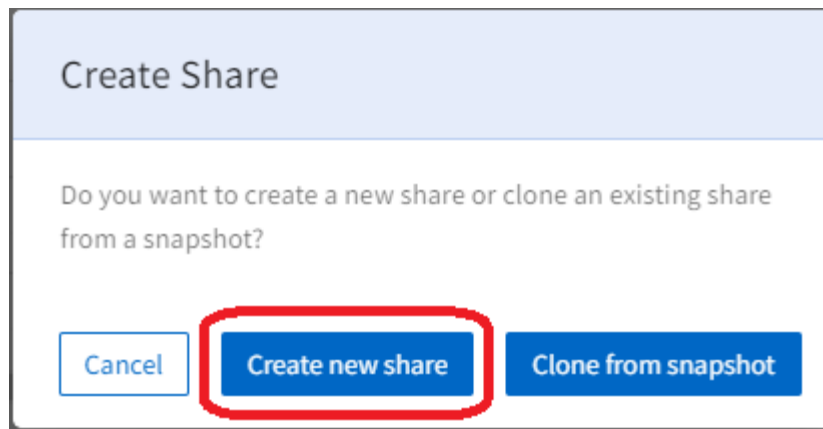 Create Share
Do you want to create a new share or clone an existing share
from a snapshot?
Cancel
Create new share
Clone from snapshot